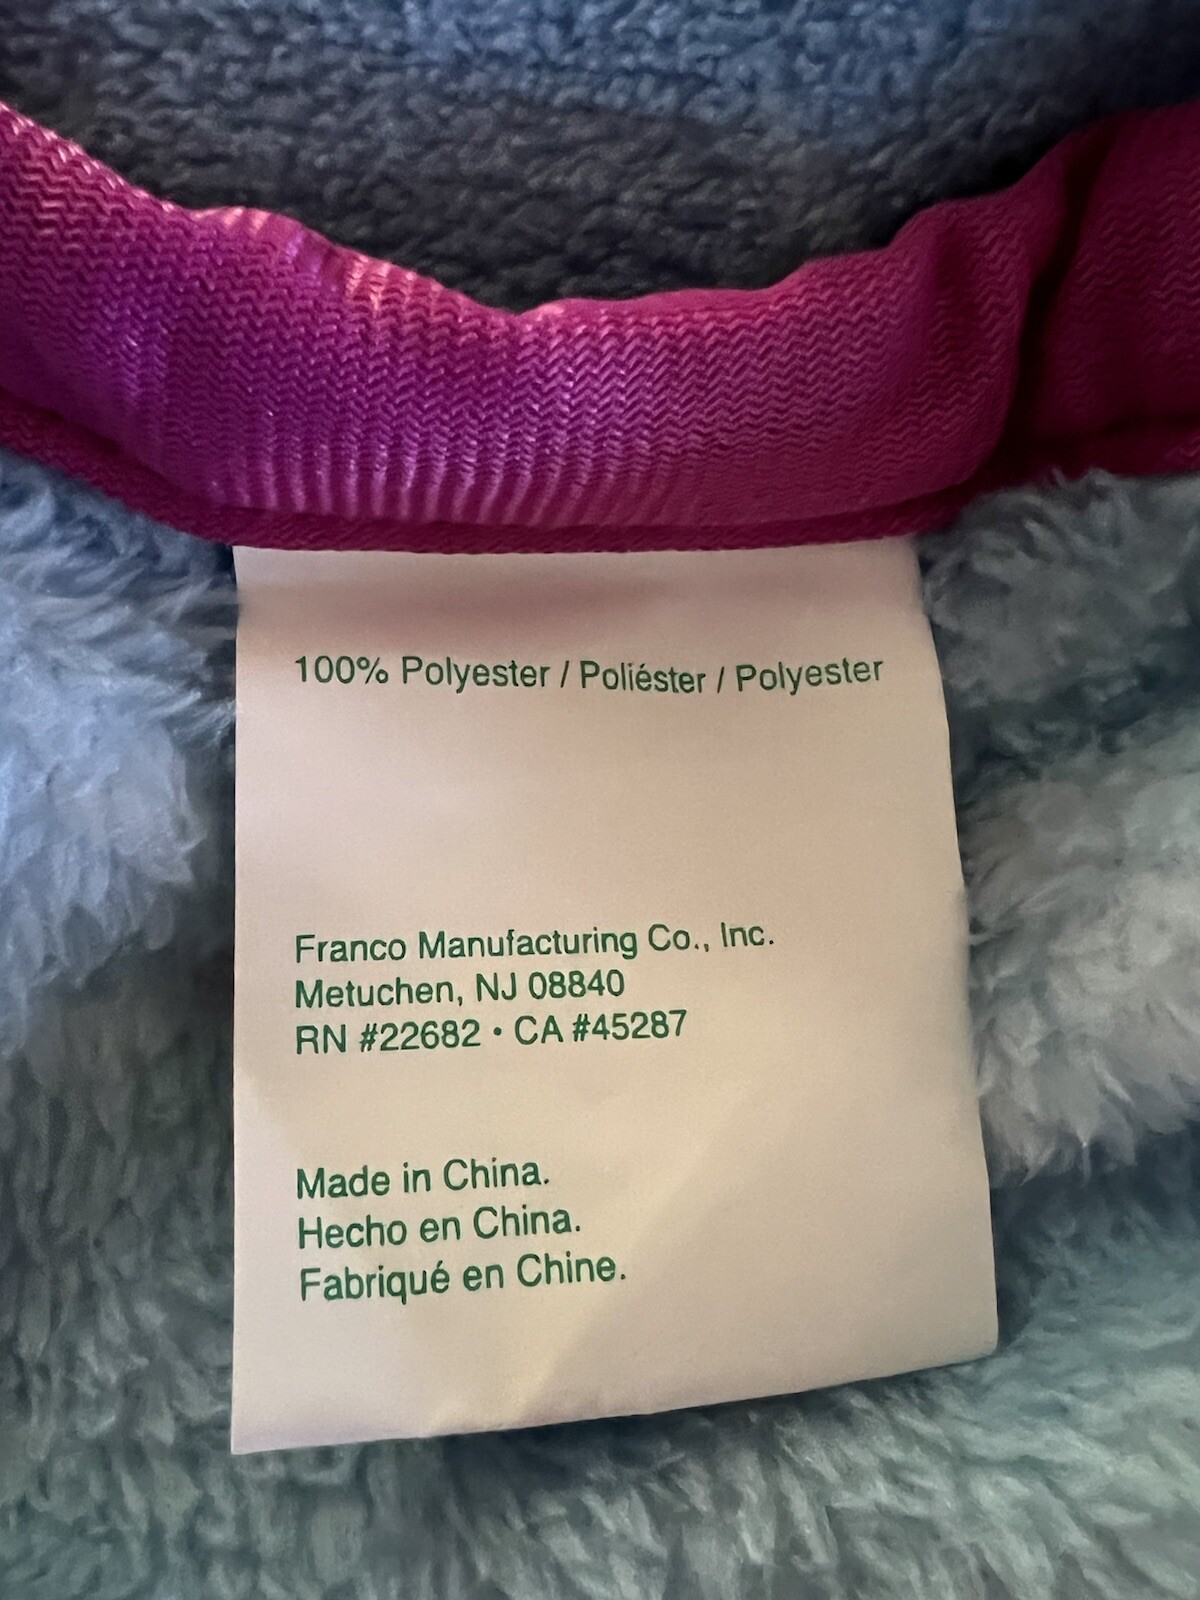 100% Polyester / Poliéster / Polyester
Franco Manufacturing Co., Inc.
Metuchen, NJ 08840
RN #22682 • CA #45287
Made in China.
Hecho en China.
Fabriqué en Chine.